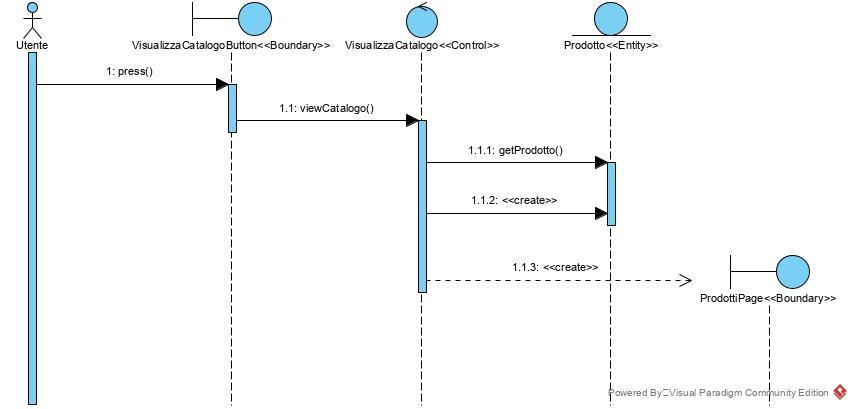 Utente
VisualizzaCatalogoButton<<Boundary>>
VisualizzaCatalogo<<Control>>
Prodotto<<Entity>>
1: press()
1.1: viewCatalogo()
1.1.1: getProdotto()
1.1.2: <<create>>
1.1.3: <<create>>
ProdottiPage<<Boundary>>
Powered By Visual Paradigm Community Edition